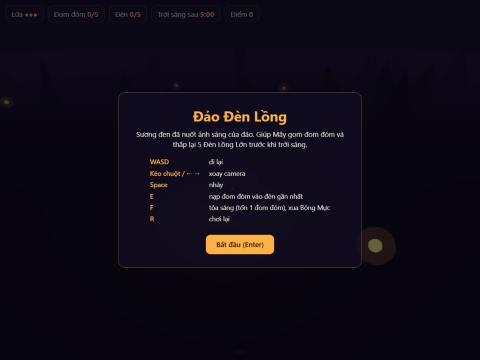 Lửa ●●● Đom đóm 0/5 Đèn 0/5 Trời sáng sau 5:00 Điểm 0
Đảo Đèn Lồng
Sương đen đã nuốt ánh sáng của đảo. Giúp Mây gom đom đóm và
thắp lại 5 Đèn Lồng Lớn trước khi trời sáng.
WASD đi lại
Kéo chuột / ← → xoay camera
Space nhảy
E nạp đom đóm vào đèn gần nhất
F tỏa sáng (tốn 1 đom đóm), xua Bóng Mực
R chơi lại
Bắt đầu (Enter)